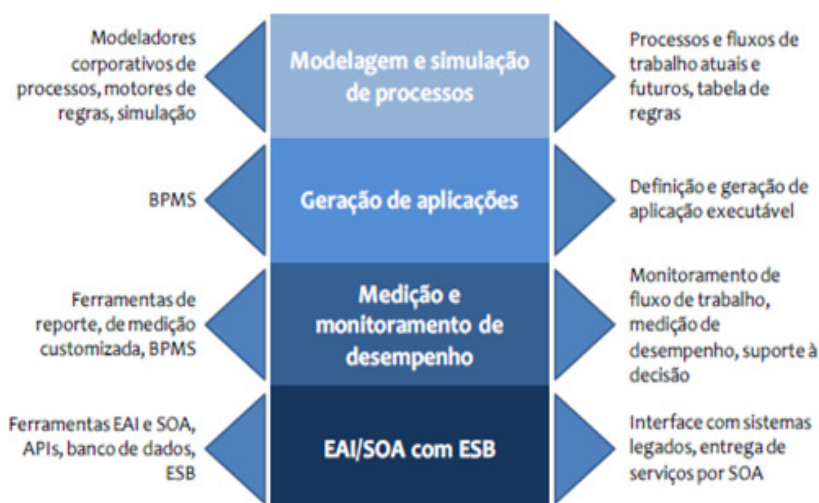 Modeladores
corporativos de
processos, motores de
regras, simulação
Modelagem e simulação
de processos
Processos e fluxos de
trabalho atuais e
futuros, tabela de
regras
BPMS
Geração de aplicações
Definição e geração de
aplicação executável
Ferramentas de
reporte, de medição
customizada, BPMS
Medição e
monitoramento de
desempenho
Monitoramento de
fluxo de trabalho,
medição de
desempenho, suporte à
decisão
Ferramentas EAI e SOA,
APIs, banco de dados,
ESB
EAI/SOA com ESB
Interface com sistemas
legados, entrega de
serviços por SOA